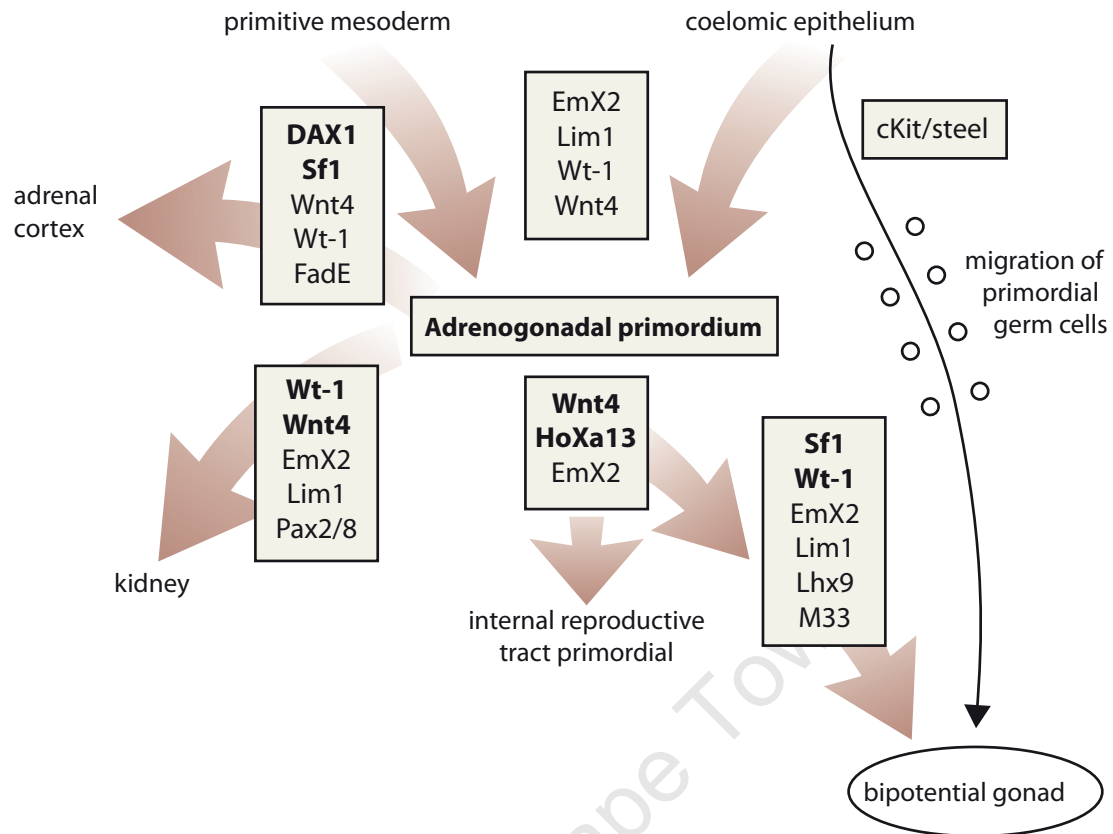 primitive mesoderm
coelomic epithelium
EmX2
Lim1
Wt-1
Wnt4
cKit/steel
DAX1
Sf1
Wnt4
Wt-1
FadE
adrenal
cortex
migration of
primordial
germ cells
Adrenogonadal primordium
Wt-1
Wnt4
EmX2
Lim1
Pax2/8
Wnt4
HoXa13
EmX2
Sf1
Wt-1
EmX2
Lim1
Lhx9
M33
kidney
internal reproductive
tract primordial
bipotential gonad